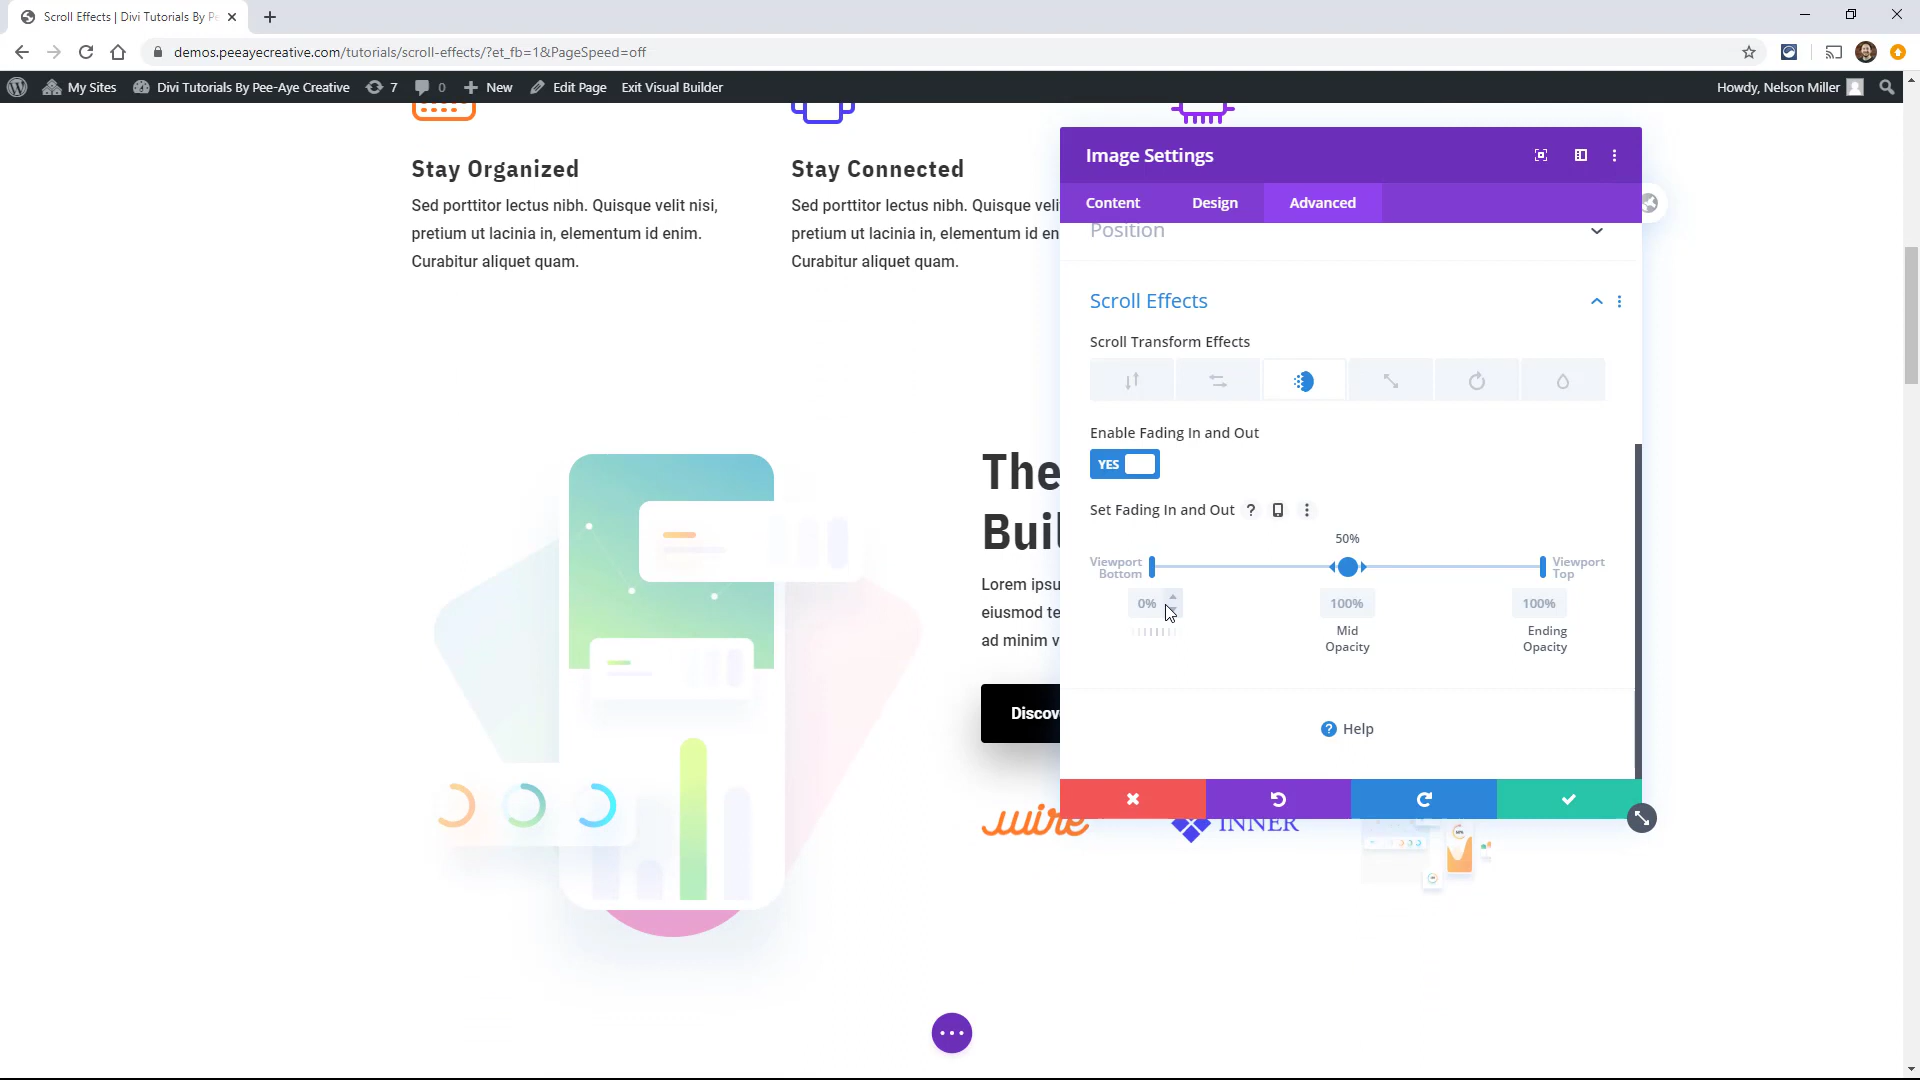 Scroll Effects | Divi Tutorials By Pe
demos.peeayecreative.com/tutorials/scroll-effects/?et_fb=1&PageSpeed=off
My Sites Divi Tutorials By Pee-Aye Creative 7 0 New Edit Page Exit Visual Builder Howdy, Nelson Miller
Stay Organized
Sed porttitor lectus nibh. Quisque velit nisi,
pretium ut lacinia in, elementum id enim.
Curabitur aliquet quam.
Stay Connected
Sed porttitor lectus nibh. Quisque veli
pretium ut lacinia in, elementum id en
Curabitur aliquet quam.
The
Buil
Lorem ipsu
eiusmod te
ad minim v
Discov
wire
INNER
Image Settings
Content Design Advanced
Position
Scroll Effects
Scroll Transform Effects
Enable Fading In and Out
YES
Set Fading In and Out ?
50%
Viewport
Bottom
Viewport
Top
0% 100% 100%
Mid
Opacity
Ending
Opacity
? Help